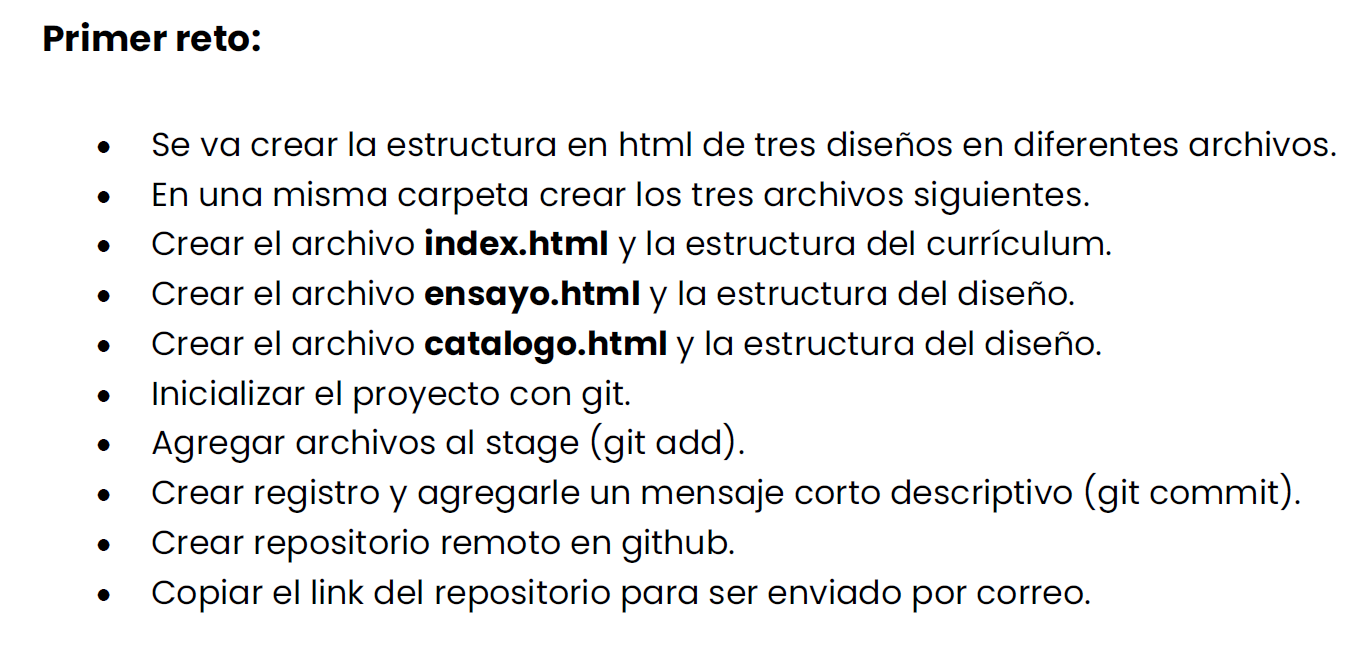 Primer reto:
● Se va crear la estructura en html de tres diseños en diferentes archivos.
● En una misma carpeta crear los tres archivos siguientes.
● Crear el archivo index.html y la estructura del currículum.
● Crear el archivo ensayo.html y la estructura del diseño.
● Crear el archivo catalogo.html y la estructura del diseño.
● Inicializar el proyecto con git.
● Agregar archivos al stage (git add).
● Crear registro y agregarle un mensaje corto descriptivo (git commit).
● Crear repositorio remoto en github.
● Copiar el link del repositorio para ser enviado por correo.